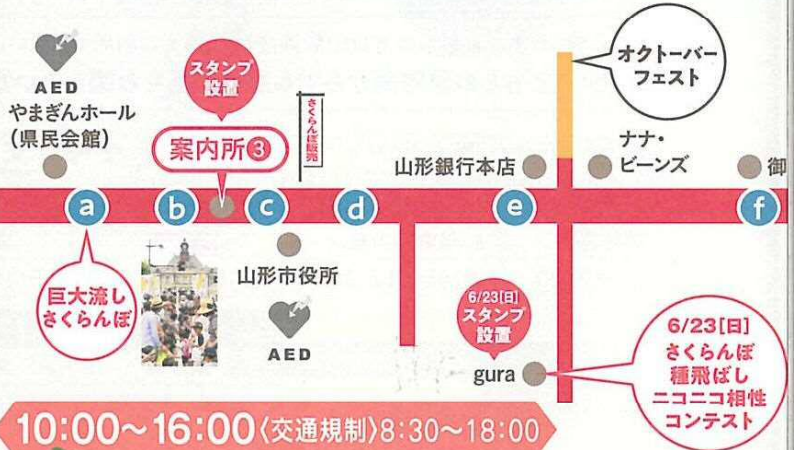 AED
やまぎんホール
(県民会館)
スタンプ
設置
案内所❸
さくらんぼ販売
オクトーバー
フェスト
山形銀行本店
ナナ・
ビーンズ
御
a
b
c
d
e
f
巨大流し
さくらんぼ
山形市役所
AED
6/23[日]
スタンプ
設置
gura
6/23[日]
さくらんぼ
種飛ばし
ニコニコ相性
コンテスト
10:00〜16:00〈交通規制〉8:30〜18:00